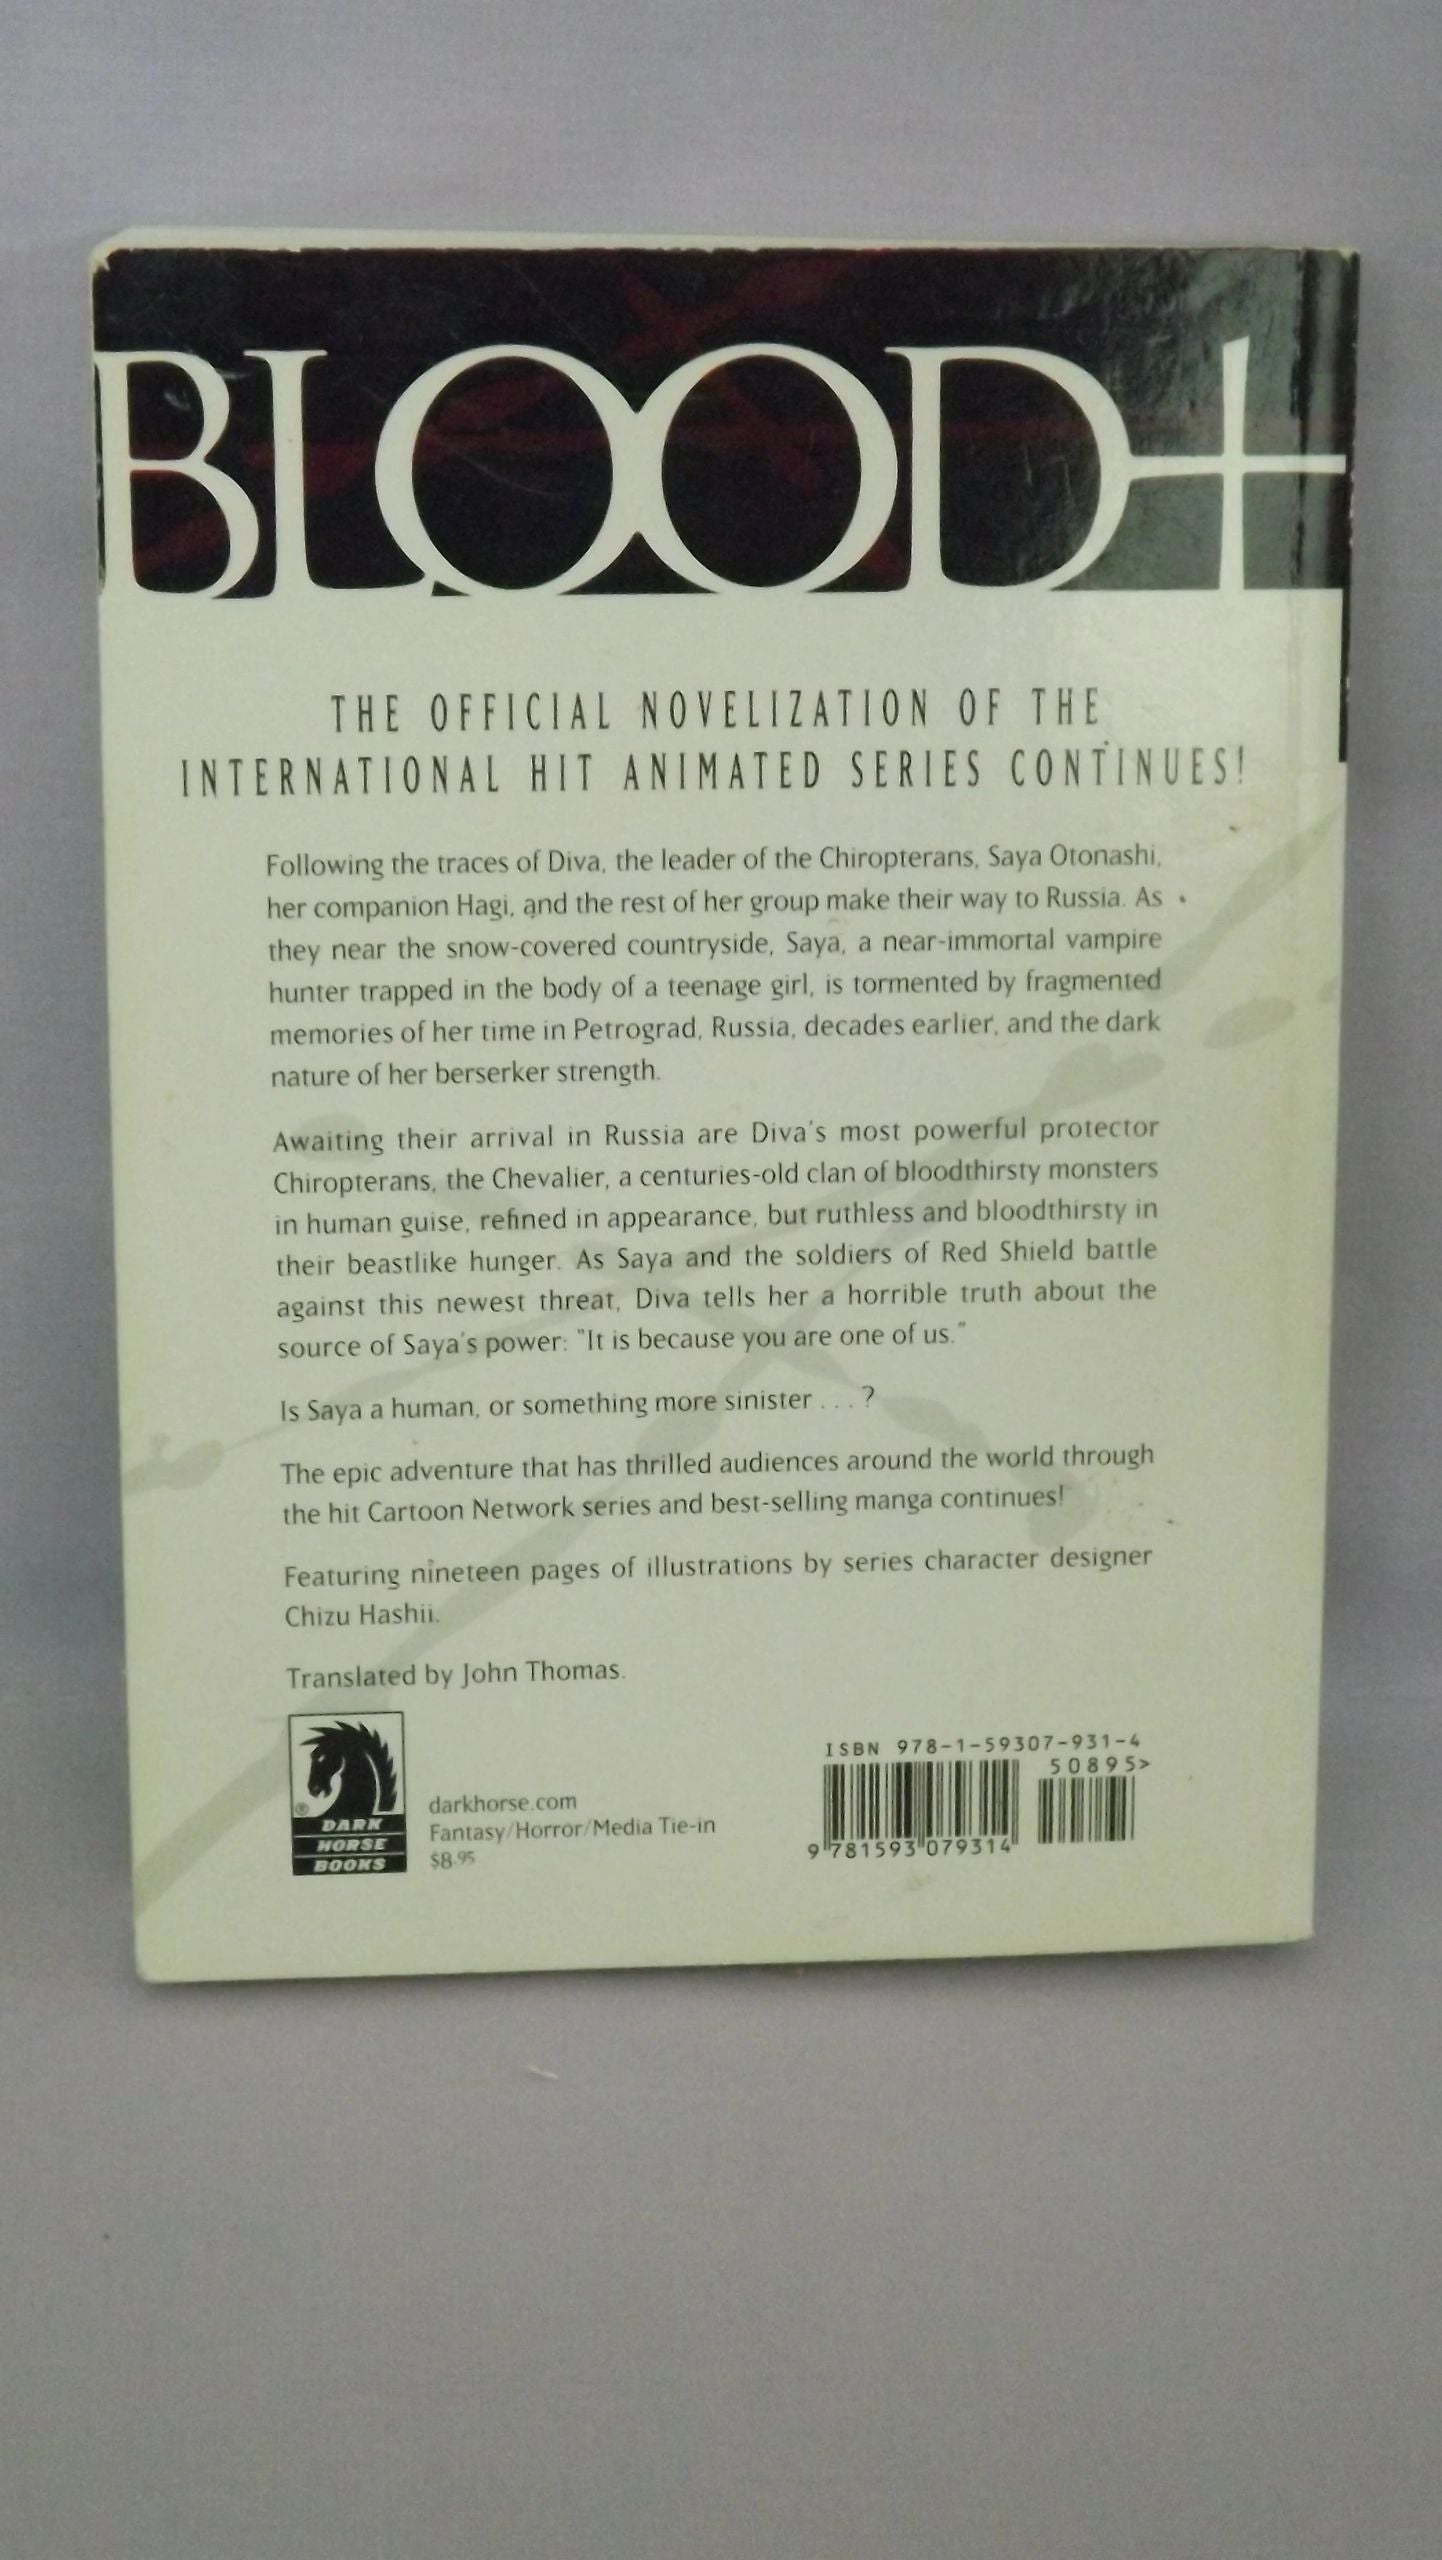 BLOOD+
THE OFFICIAL NOVELIZATION OF THE
INTERNATIONAL HIT ANIMATED SERIES CONTINUES!
Following the traces of Diva, the leader of the Chiropterans, Saya Otonashi,
her companion Hagi, and the rest of her group make their way to Russia. As
they near the snow-covered countryside, Saya, a near-immortal vampire
hunter trapped in the body of a teenage girl, is tormented by fragmented
memories of her time in Petrograd, Russia, decades earlier, and the dark
nature of her berserker strength.
Awaiting their arrival in Russia are Diva's most powerful protector
Chiropterans, the Chevalier, a centuries-old clan of bloodthirsty monsters
in human guise, refined in appearance, but ruthless and bloodthirsty in
their beastlike hunger. As Saya and the soldiers of Red Shield battle
against this newest threat, Diva tells her a horrible truth about the
source of Saya's power: "It is because you are one of us."
Is Saya a human, or something more sinister . . . ?
The epic adventure that has thrilled audiences around the world through
the hit Cartoon Network series and best-selling manga continues!
Featuring nineteen pages of illustrations by series character designer
Chizu Hashii.
Translated by John Thomas.
®
DARK
HORSE
BOOKS
darkhorse.com
Fantasy/Horror/Media Tie-in
$8.95
ISBN 978-1-59307-931-4
50895>
9 781593 079314